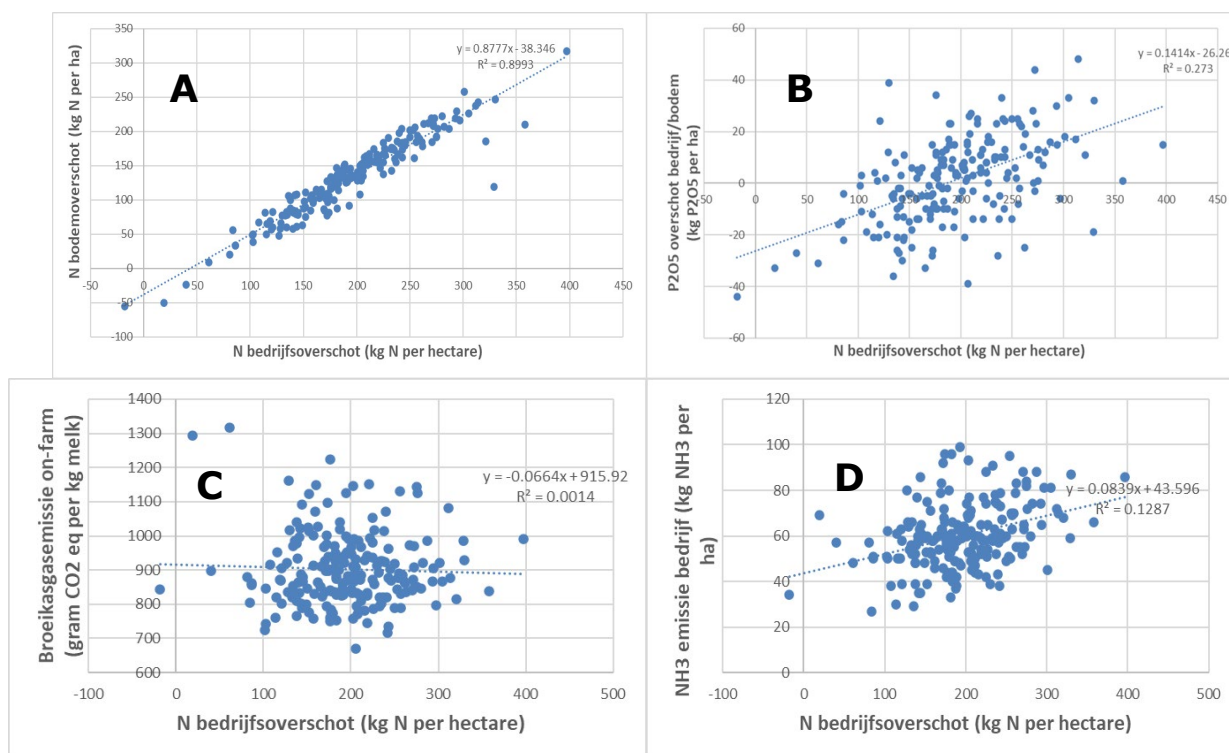 A
y = 0.8777x - 38.346
R² = 0.8993
N bodemoverschot (kg N per ha)
350
300
250
200
150
100
50
0
-50
-100
-50 0 50 100 150 200 250 300 350 400 450
N bedrijfsoverschot (kg N per hectare)
B
y = 0.1414x - 26.26
R² = 0.273
P2O5 overschot bedrijf/bodem
(kg P2O5 per ha)
60
40
20
0
-20
-40
-60
-50 0 50 100 150 200 250 300 350 400 450
N bedrijfsoverschot (kg N per hectare)
C
y = -0.0664x + 915.92
R² = 0.0014
Broeikasgasemissie on-farm
(gram CO2 eq per kg melk)
1400
1300
1200
1100
1000
900
800
700
600
-100 0 100 200 300 400 500
N bedrijfsoverschot (kg N per hectare)
D
y = 0.0839x + 43.596
R² = 0.1287
NH3 emissie bedrijf (kg NH3 per
ha)
120
100
80
60
40
20
0
-100 0 100 200 300 400 500
N bedrijfsoverschot (kg N per hectare)